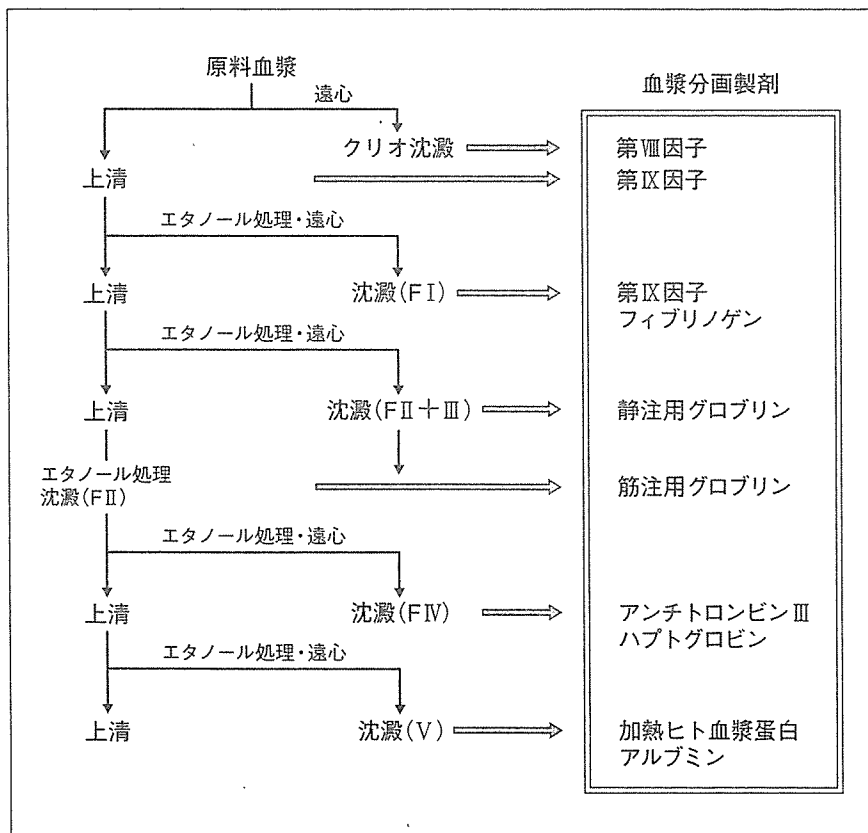 原料血漿
遠心
血漿分画製剤
クリオ沈澱
第Ⅷ因子
上清
第Ⅸ因子
エタノール処理・遠心
上清
沈澱(FⅠ)
第Ⅸ因子
フィブリノゲン
エタノール処理・遠心
上清
沈澱(FⅡ+Ⅲ)
静注用グロブリン
エタノール処理
沈澱(FⅡ)
筋注用グロブリン
エタノール処理・遠心
上清
沈澱(FⅣ)
アンチトロンビンⅢ
ハプトグロビン
エタノール処理・遠心
上清
沈澱(Ⅴ)
加熱ヒト血漿蛋白
アルブミン